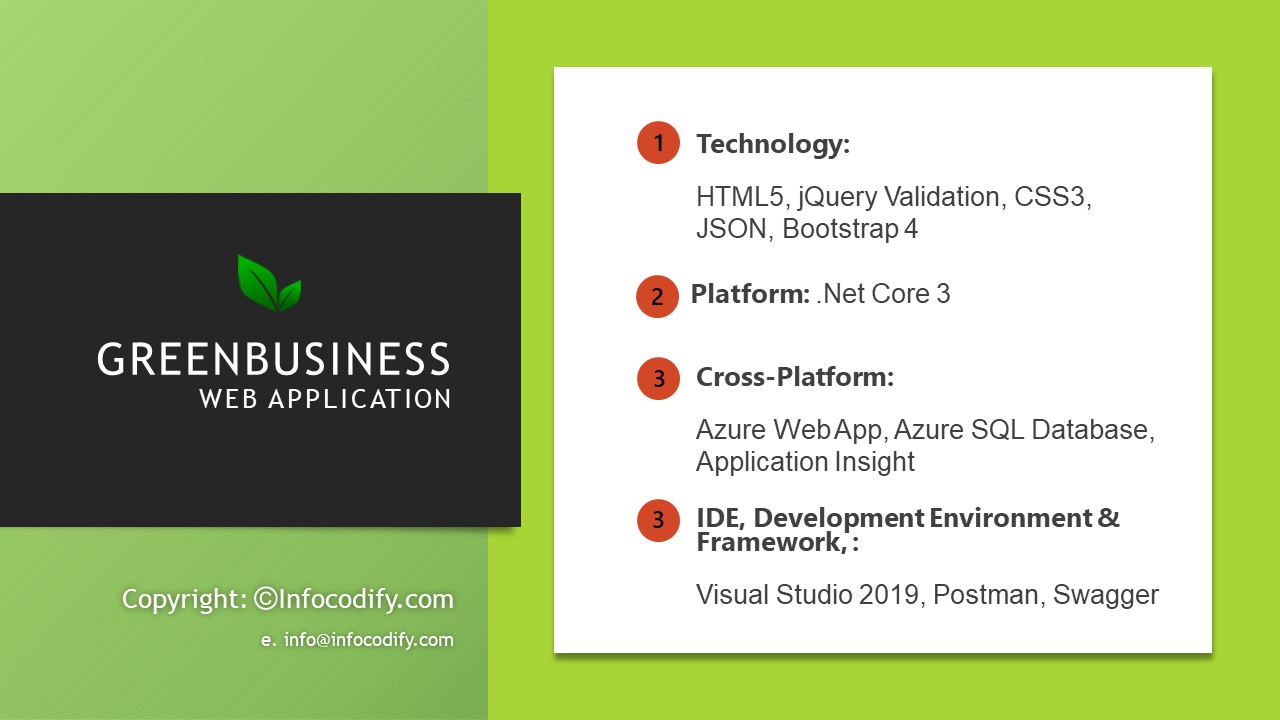 GREENBUSINESS
WEB APPLICATION
Copyright: ©Infocodify.com
e. info@infocodify.com
1 Technology:
HTML5, jQuery Validation, CSS3,
JSON, Bootstrap 4
2 Platform: .Net Core 3
3 Cross-Platform:
Azure Web App, Azure SQL Database,
Application Insight
3 IDE, Development Environment &
Framework, :
Visual Studio 2019, Postman, Swagger